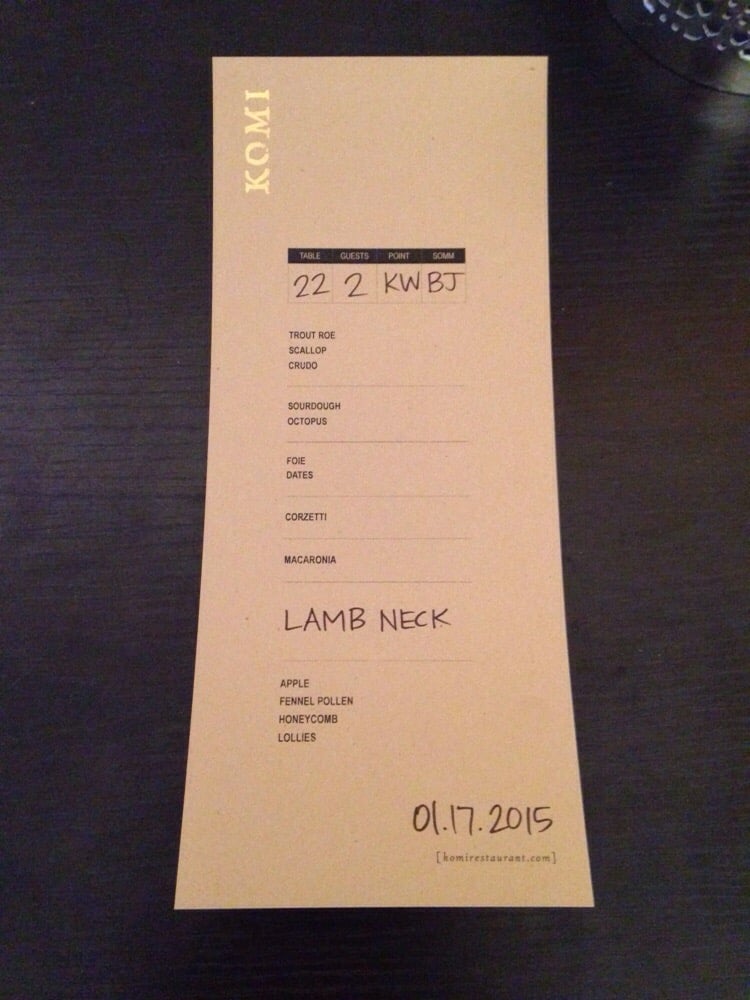 KOMI
TABLE GUESTS POINT SOMM
22 2 KW BJ
TROUT ROE
SCALLOP
CRUDO
SOURDOUGH
OCTOPUS
FOIE
DATES
CORZETTI
MACARONIA
LAMB NECK
APPLE
FENNEL POLLEN
HONEYCOMB
LOLLIES
01.17.2015
[komirestaurant.com]